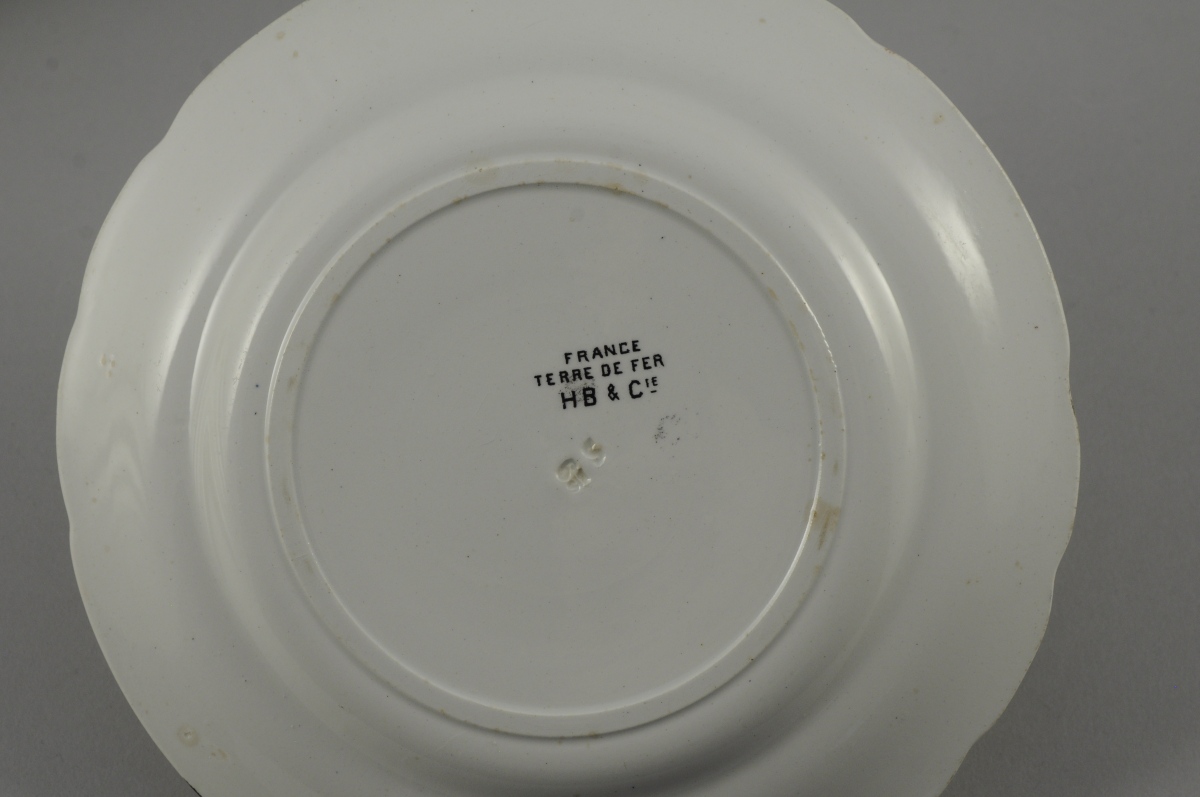 FRANCE
TERRE DE FER
HB & Cie